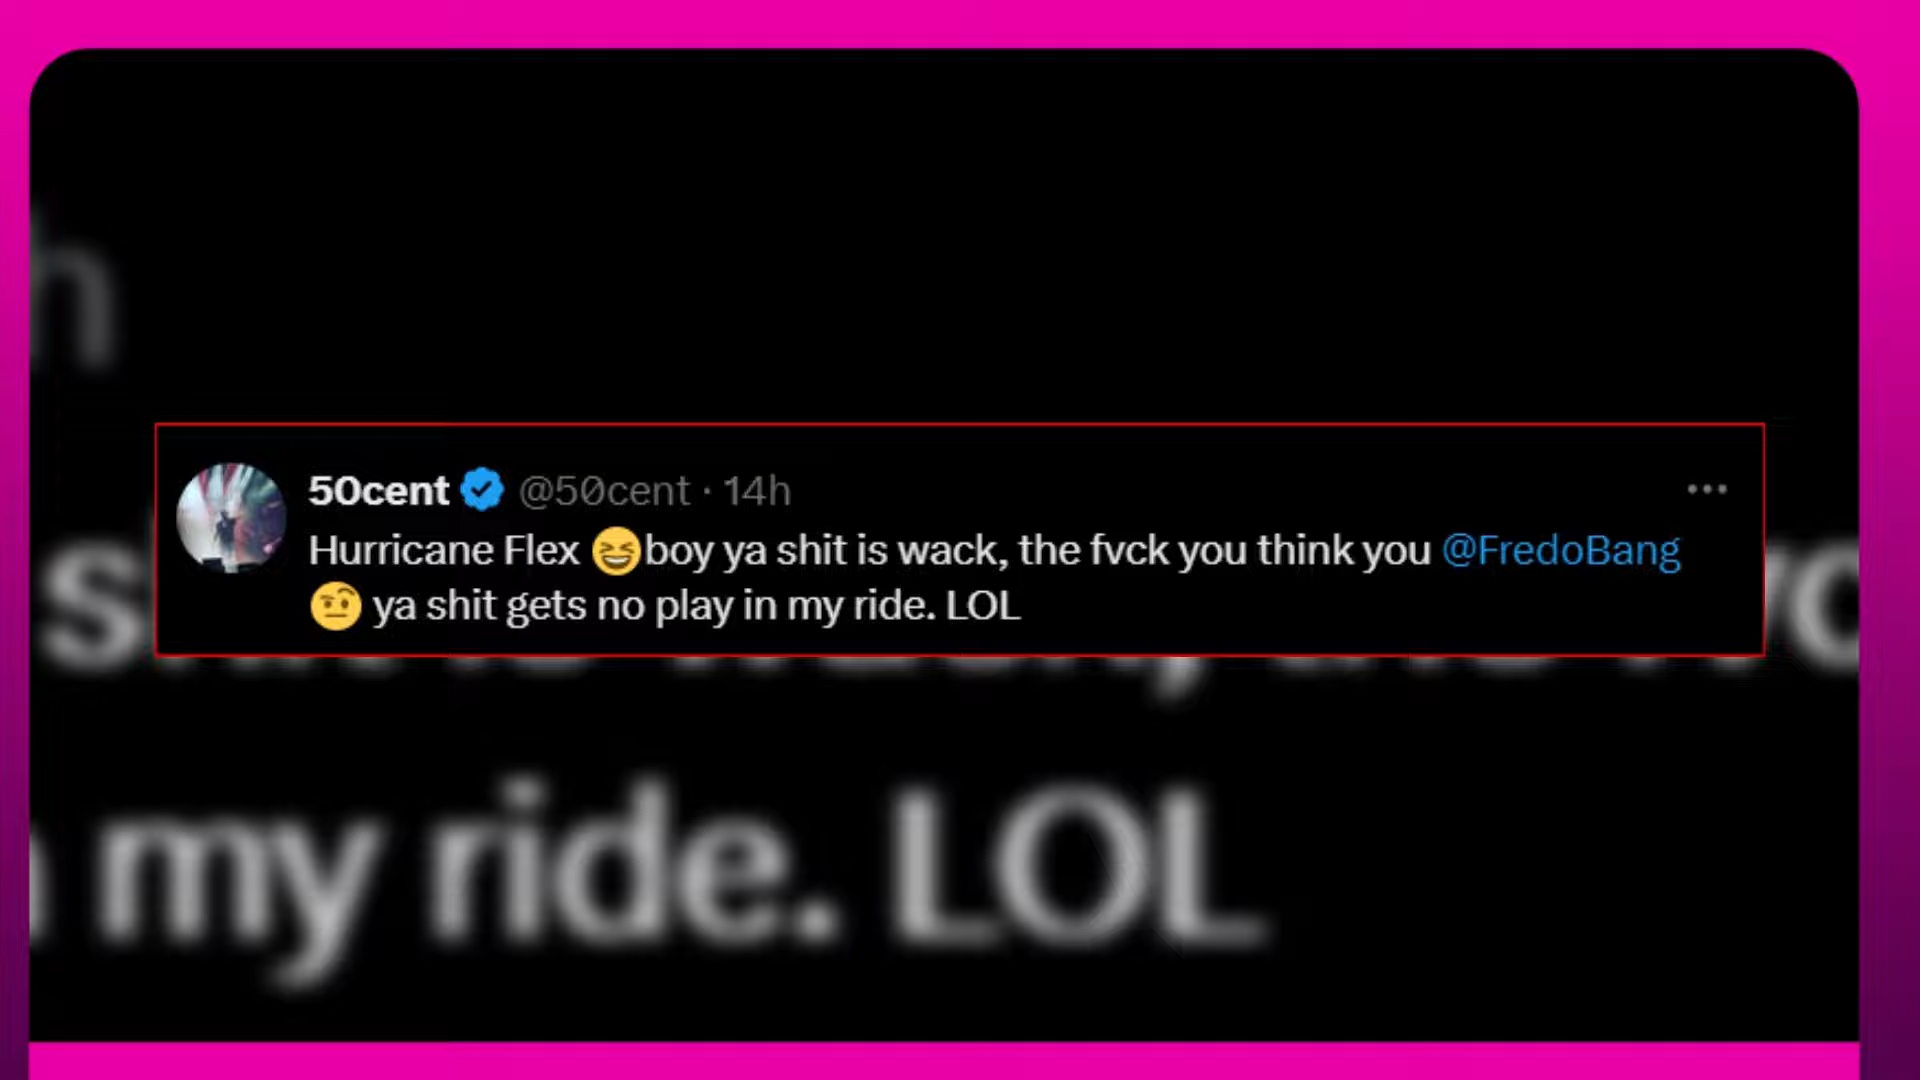 50cent @50cent · 14h
Hurricane Flex 😆boy ya shit is wack, the fvck you think you @FredoBang
🤨 ya shit gets no play in my ride. LOL
h
my ride. LOL